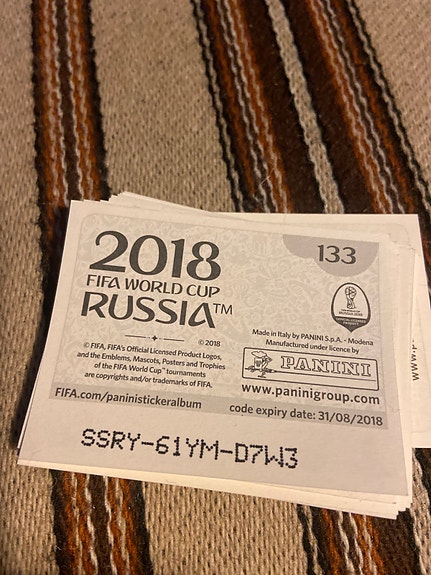 2018
FIFA WORLD CUP
RUSSIA™
133
© 2018
© FIFA, FIFA's Official Licensed Product Logos,
and the Emblems, Mascots, Posters and Trophies
of the FIFA World Cup™ tournaments
are copyrights and/or trademarks of FIFA.
Made in Italy by PANINI S.p.A. - Modena
Manufactured under licence by
PANINI
www.paninigroup.com
FIFA.com/paninistickeralbum
code expiry date: 31/08/2018
SSRY-61YM-D7W3
www.p